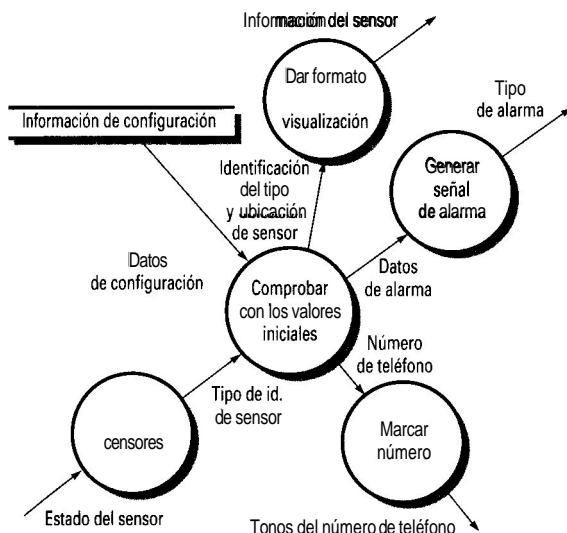 Información del sensor
Dar formato
visualización
Información de configuración
Tipo
de alarma
Generar
señal
de alarma
Identificación
del tipo
y ubicación
de sensor
Datos
de configuración
Comprobar
con los valores
iniciales
Datos
de alarma
Número
de teléfono
Tipo de id.
de sensor
censores
Marcar
número
Estado del sensor
Tonos del número de teléfono